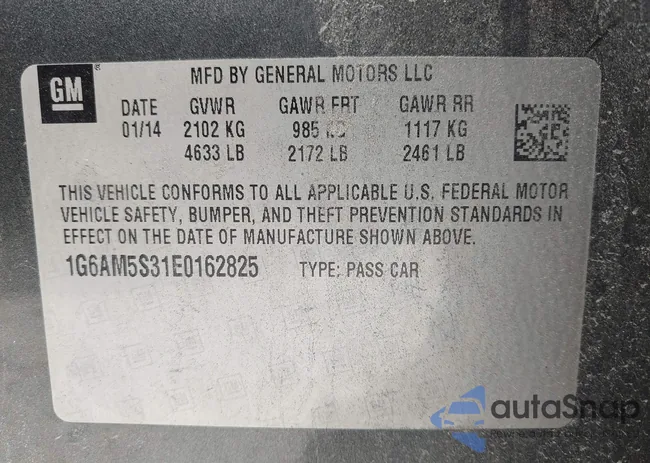 GM
MFD BY GENERAL MOTORS LLC
DATE GVWR GAWR FRT GAWR RR
01/14 2102 KG 985 KG 1117 KG
4633 LB 2172 LB 2461 LB
THIS VEHICLE CONFORMS TO ALL APPLICABLE U.S. FEDERAL MOTOR
VEHICLE SAFETY, BUMPER, AND THEFT PREVENTION STANDARDS IN
EFFECT ON THE DATE OF MANUFACTURE SHOWN ABOVE.
1G6AM5S31E0162825 TYPE: PASS CAR
autoSnap